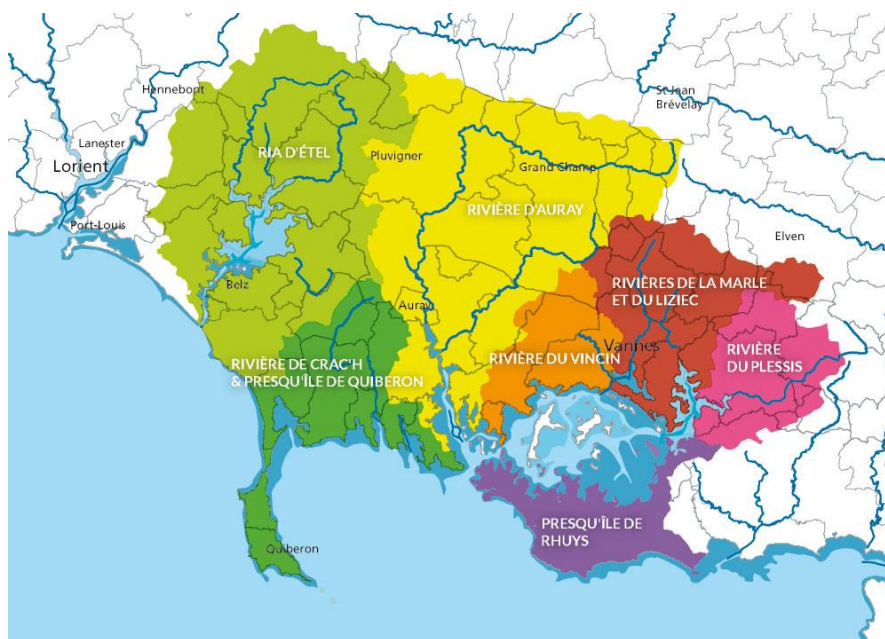 Hennebont
St Jean
Brévelay
Lanester
Lorient
RIA D'ÉTEL
Pluvigner
Grand Champ
RIVIÈRE D'AURAY
Port-Louis
Elven
Belz
Auray
RIVIÈRES DE LA MARLE
ET DU LIZIEC
Vannes
RIVIÈRE
DU PLESSIS
RIVIÈRE DE CRAC'H
& PRESQU'ÎLE DE QUIBERON
RIVIÈRE DU VINCIN
PRESQU'ÎLE DE
RHUYS
Quiberon